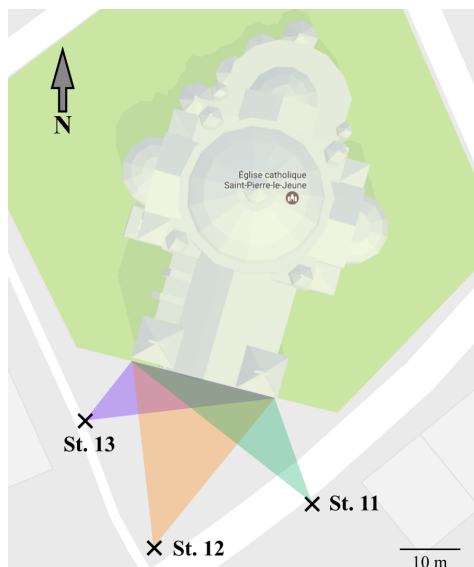 N
Église catholique
Saint-Pierre-le-Jeune
St. 13
St. 11
St. 12
10 m